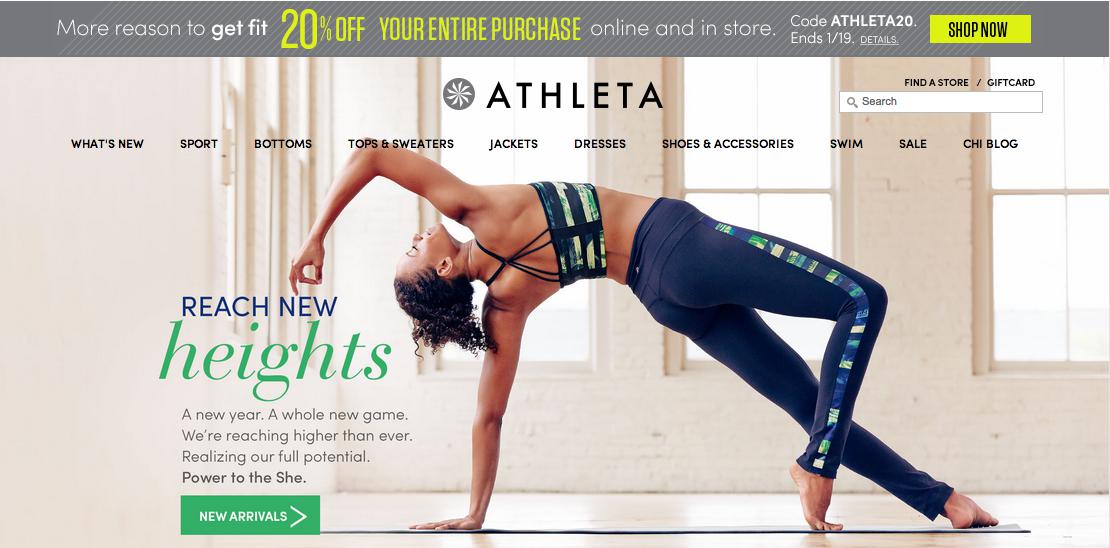 More reason to get fit 20% OFF YOUR ENTIRE PURCHASE online and in store.
Code ATHLETA20.
Ends 1/19. DETAILS.
SHOP NOW
ATHLETA
FIND A STORE / GIFTCARD
Search
WHAT'S NEW SPORT BOTTOMS TOPS & SWEATERS JACKETS DRESSES SHOES & ACCESSORIES SWIM SALE CHI BLOG
REACH NEW
heights
A new year. A whole new game.
We're reaching higher than ever.
Realizing our full potential.
Power to the She.
NEW ARRIVALS